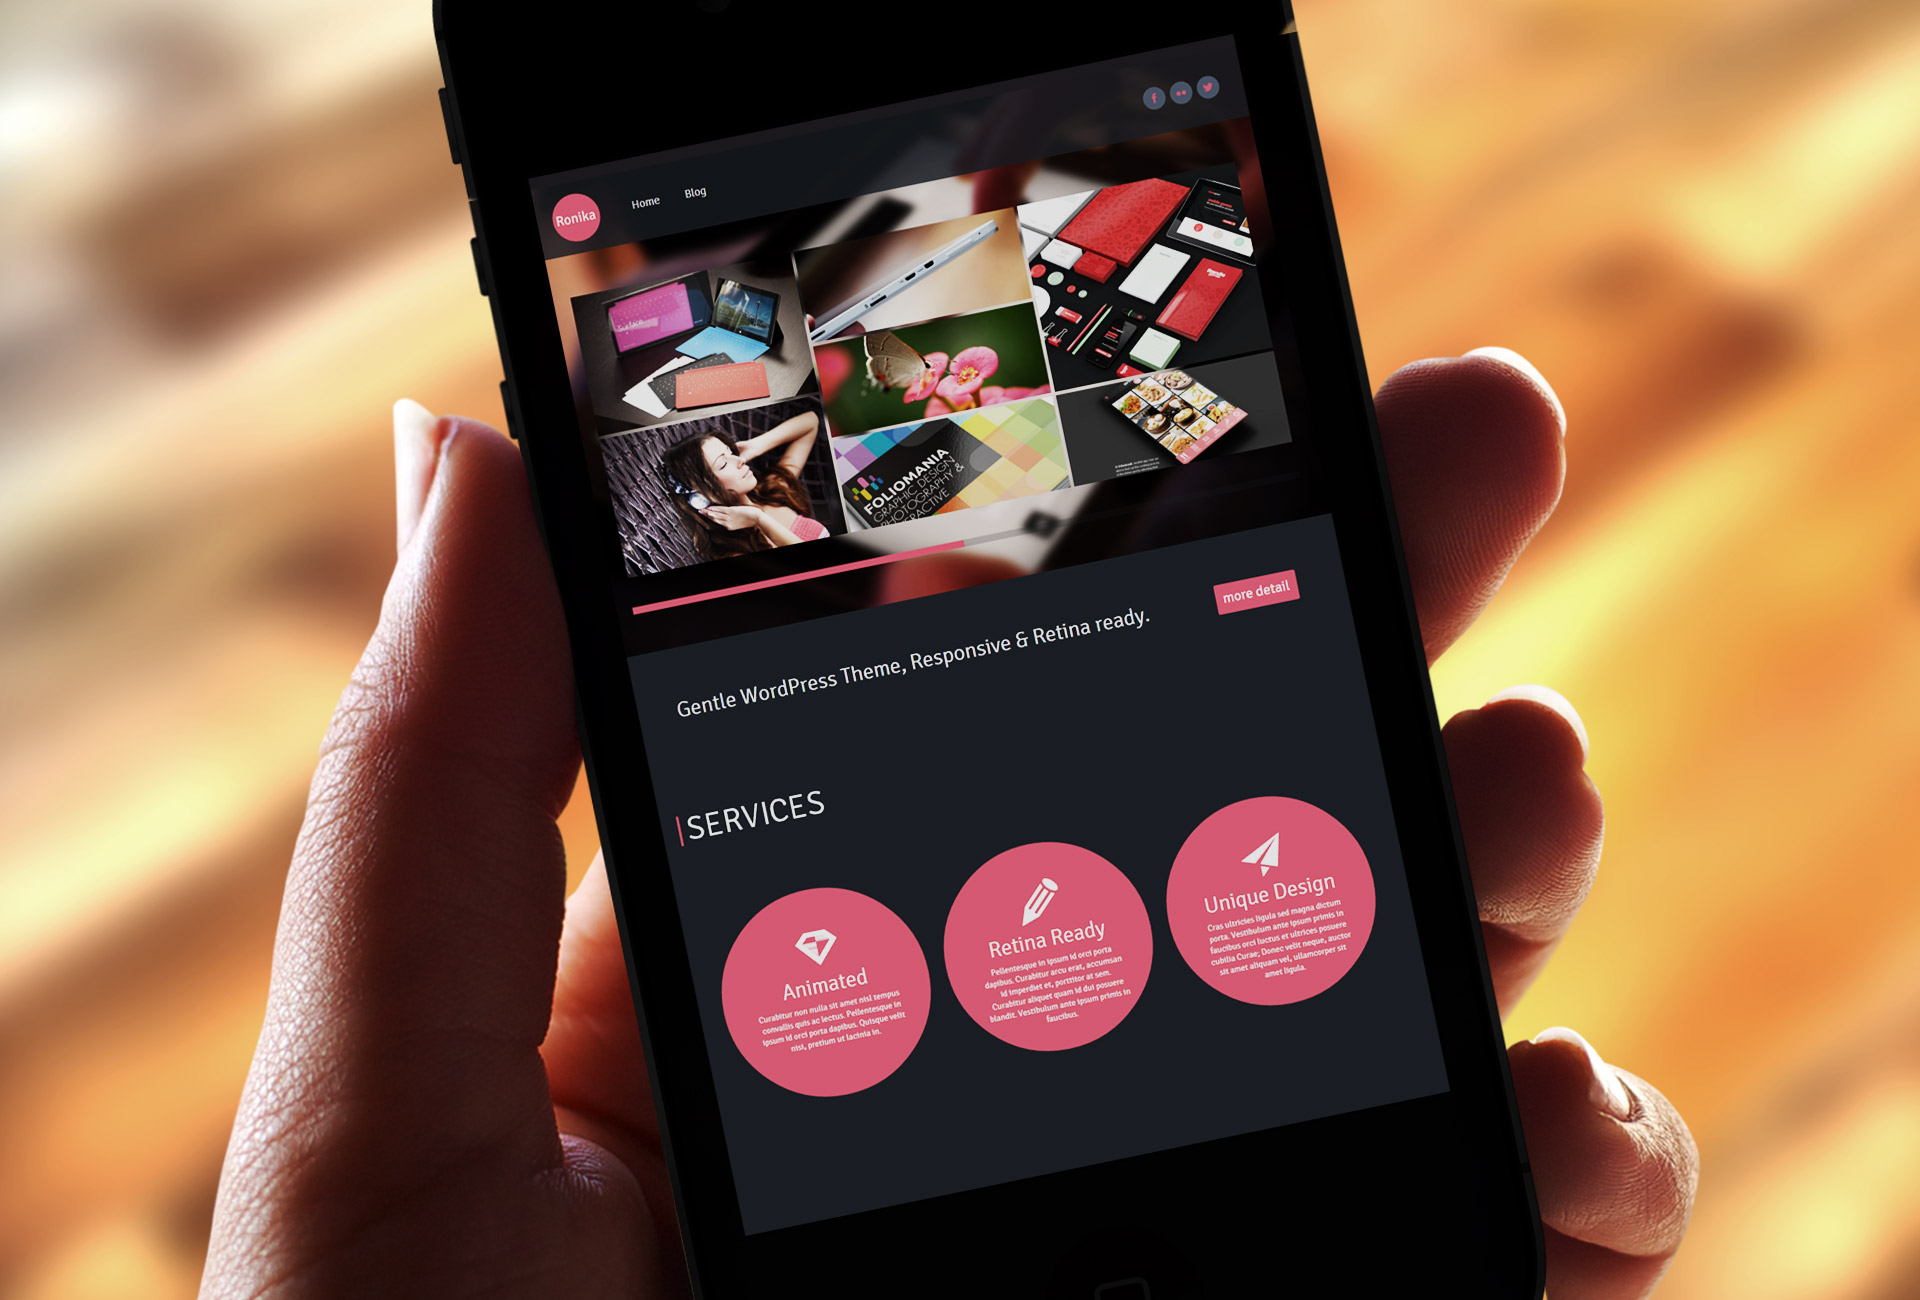 Ronika
Home
Blog
Surface
FOLIOMANIA
GRAPHIC DESIGN
PHOTOGRAPHY &
more detail
Gentle WordPress Theme, Responsive & Retina ready.
SERVICES
Animated
Curabitur non nulla sit amet nisl tempus
convallis quis ac lectus. Pellentesque in
ipsum id orci porta dapibus. Quisque velit
nisi, pretium ut lacinia in.
Retina Ready
Pellentesque in ipsum id orci porta
dapibus. Curabitur arcu erat, accumsan
id imperdiet et, porttitor at sem.
Curabitur aliquet quam id dui posuere
blandit. Vestibulum ante ipsum primis in
faucibus.
Unique Design
Cras ultricies ligula sed magna dictum
porta. Vestibulum ante ipsum primis in
faucibus orci luctus et ultrices posuere
cubilia Curae; Donec velit neque, auctor
sit amet aliquam vel, ullamcorper sit
amet ligula.